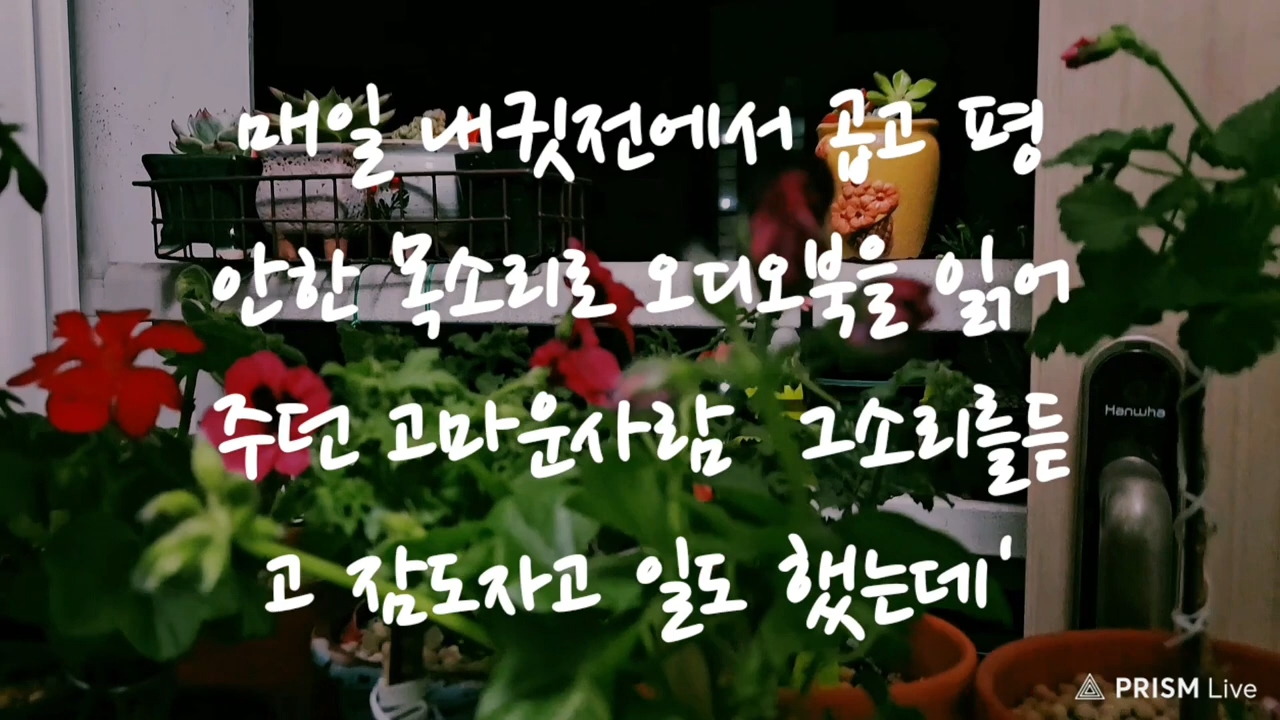 매일 내귓전에서 곱고 평
안한 목소리로 오디오북을 읽어
주던 고마운사람 그소리를듣
고 잠도자고 일도 했는데'
Hanwha
PRISM Live